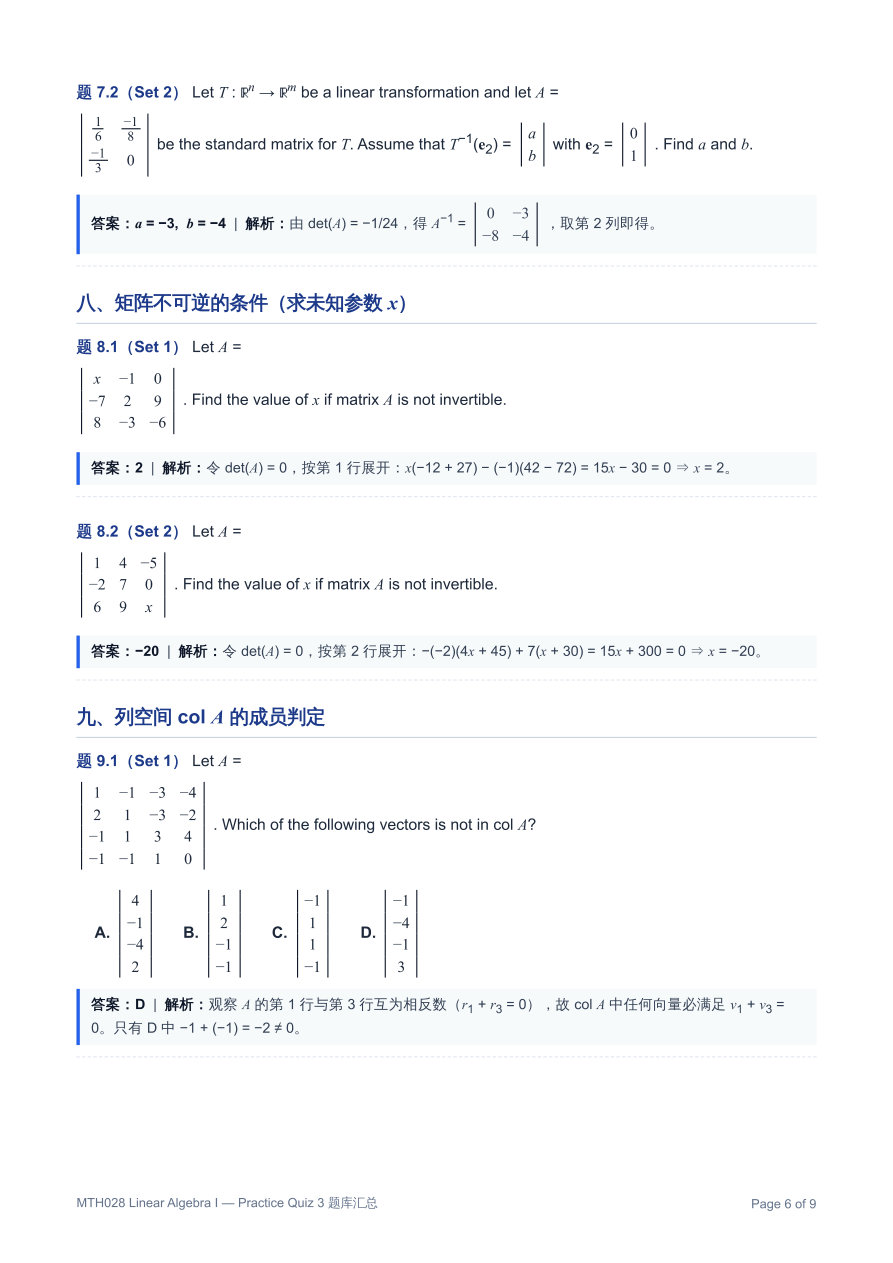 题 7.2（Set 2） Let T : ℝⁿ → ℝᵐ be a linear transformation and let A =
| 1/6 −1/8 |
| −1/3 0 | be the standard matrix for T. Assume that T⁻¹(e₂) = | a b | with e₂ = | 0 1 | . Find a and b.
答案：a = −3, b = −4 | 解析：由 det(A) = −1/24，得 A⁻¹ = | 0 −3 | ，取第 2 列即得。
| −8 −4 |
八、矩阵不可逆的条件（求未知参数 x）
题 8.1（Set 1） Let A =
| x −1 0 |
| −7 2 9 | . Find the value of x if matrix A is not invertible.
| 8 −3 −6 |
答案：2 | 解析：令 det(A) = 0，按第 1 行展开：x(−12 + 27) − (−1)(42 − 72) = 15x − 30 = 0 ⇒ x = 2。
题 8.2（Set 2） Let A =
| 1 4 −5 |
| −2 7 0 | . Find the value of x if matrix A is not invertible.
| 6 9 x |
答案：−20 | 解析：令 det(A) = 0，按第 2 行展开：−(−2)(4x + 45) + 7(x + 30) = 15x + 300 = 0 ⇒ x = −20。
九、列空间 col A 的成员判定
题 9.1（Set 1） Let A =
| 1 −1 −3 −4 |
| 2 1 −3 −2 | . Which of the following vectors is not in col A?
| −1 1 3 4 |
| −1 −1 1 0 |
A. | 4 −1 −4 2 | B. | 1 2 −1 −1 | C. | −1 1 1 −1 | D. | −1 −4 −1 3 |
答案：D | 解析：观察 A 的第 1 行与第 3 行互为相反数（r₁ + r₃ = 0），故 col A 中任何向量必满足 v₁ + v₃ =
0。只有 D 中 −1 + (−1) = −2 ≠ 0。
MTH028 Linear Algebra I — Practice Quiz 3 题库汇总
Page 6 of 9